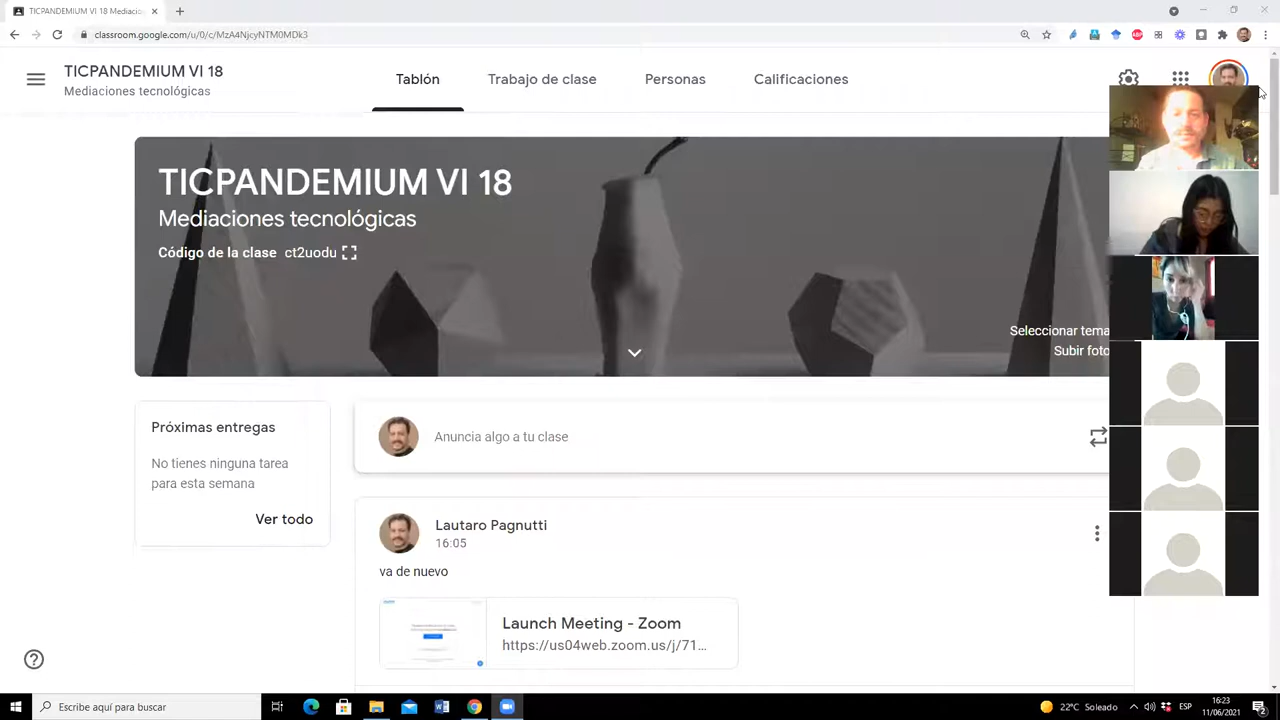 TICPANDEMIUM VI 18 Mediacio
classroom.google.com/u/0/c/MzA4NjcyNTM0MDk3
TICPANDEMIUM VI 18
Mediaciones tecnológicas
Tablón
Trabajo de clase
Personas
Calificaciones
TICPANDEMIUM VI 18
Mediaciones tecnológicas
Código de la clase ct2uodu
Seleccionar tema
Subir foto
Próximas entregas
No tienes ninguna tarea
para esta semana
Ver todo
Anuncia algo a tu clase
Lautaro Pagnutti
16:05
va de nuevo
Launch Meeting - Zoom
https://us04web.zoom.us/j/71...
Escribe aquí para buscar
22°C Soleado
ESP
16:23
11/06/2021
2